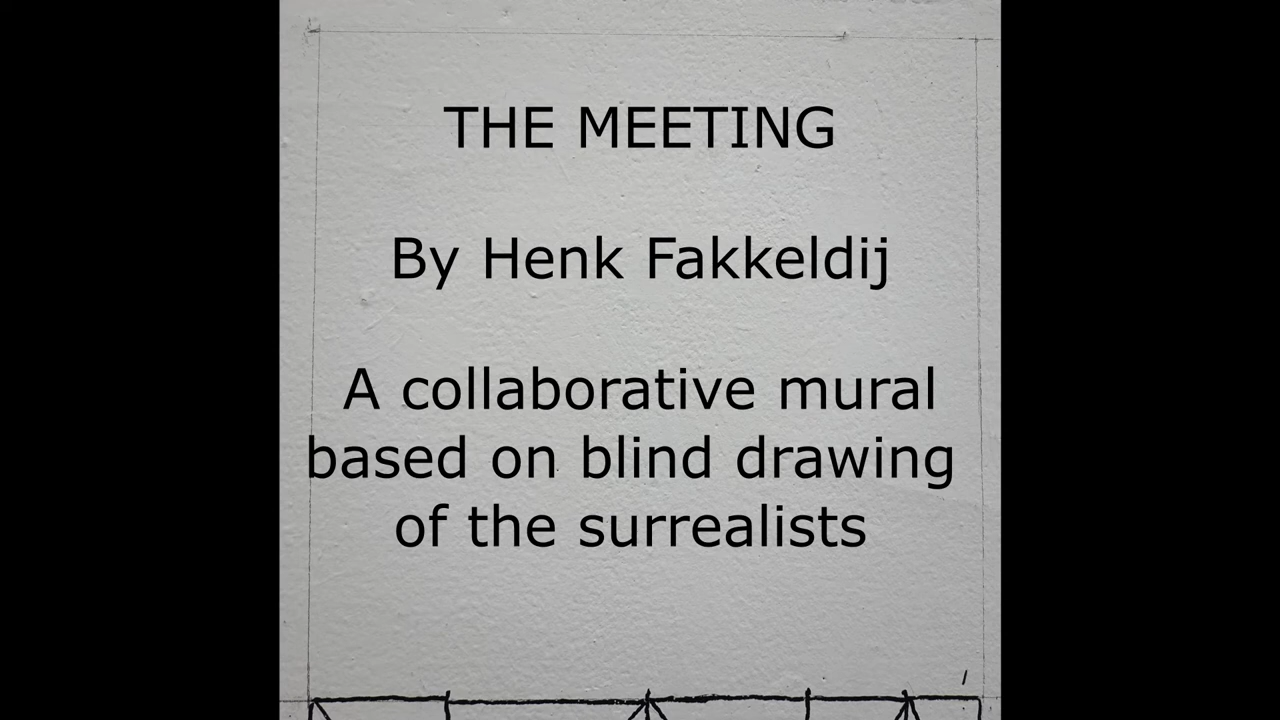 THE MEETING
By Henk Fakkeldij
A collaborative mural
based on blind drawing
of the surrealists